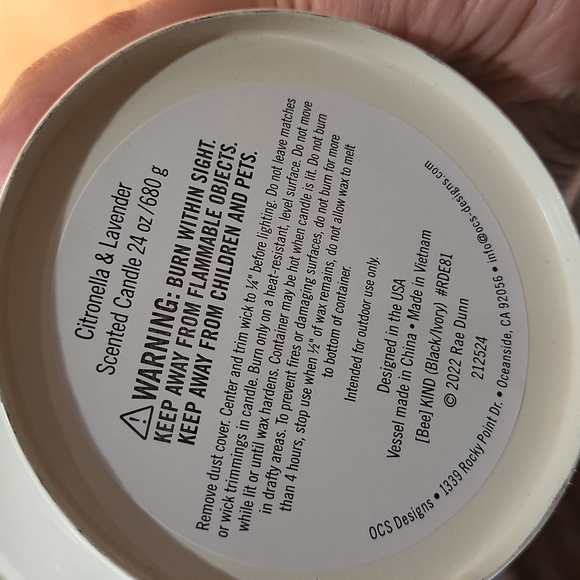 Citronella & Lavender
Scented Candle 24 oz/680 g
⚠ WARNING: BURN WITHIN SIGHT.
KEEP AWAY FROM FLAMMABLE OBJECTS.
KEEP AWAY FROM CHILDREN AND PETS.
Remove dust cover. Center and trim wick to ¼" before lighting. Do not leave matches
or wick trimmings in candle. Burn only on a heat-resistant, level surface. Do not move
while lit or until wax hardens. Container may be hot when candle is lit. Do not burn
in drafty areas. To prevent fires or damaging surfaces, do not burn for more
than 4 hours, stop use when ½" of wax remains, do not allow wax to melt
to bottom of container.
Intended for outdoor use only.
Designed in the USA
Vessel made in China • Made in Vietnam
[Bee] KIND (Black/Ivory) #RDE81
© 2022 Rae Dunn
212524
OCS Designs • 1339 Rocky Point Dr. • Oceanside, CA 92056 • info@ocs-designs.com